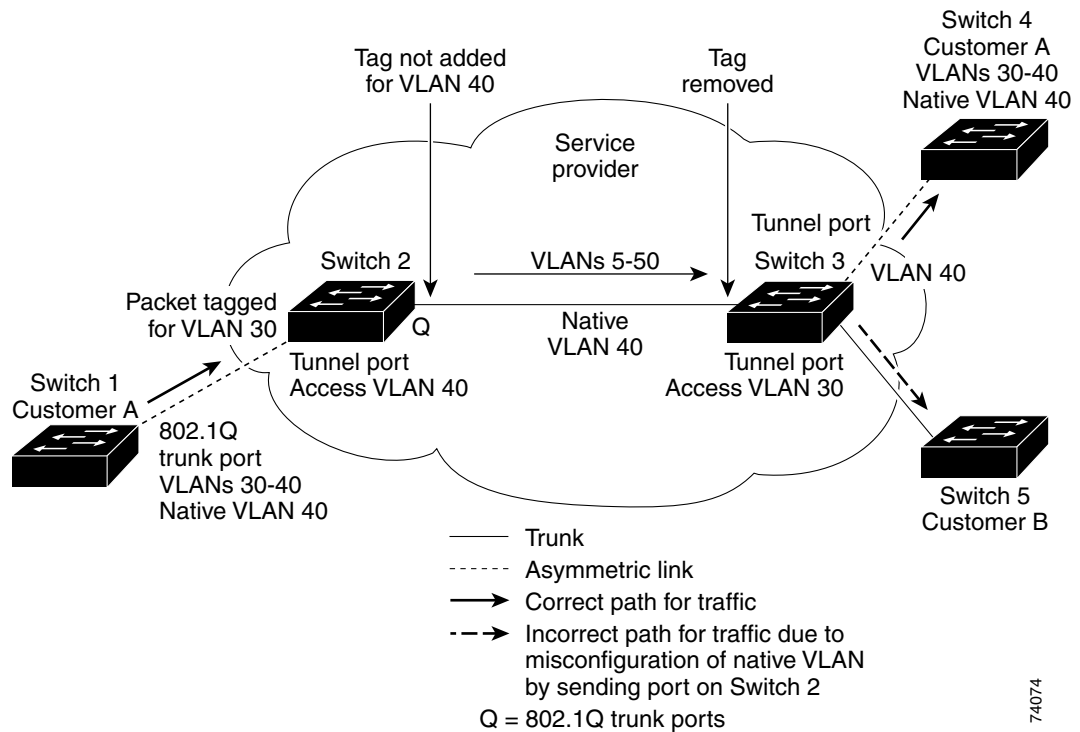 Tag not added
for VLAN 40
Tag
removed
Switch 4
Customer A
VLANs 30-40
Native VLAN 40
Service
provider
Tunnel port
VLAN 40
Switch 2
VLANs 5-50
Switch 3
Packet tagged
for VLAN 30
Q
Native
VLAN 40
Tunnel port
Access VLAN 40
Tunnel port
Access VLAN 30
Switch 1
Customer A
802.1Q
trunk port
VLANs 30-40
Native VLAN 40
Switch 5
Customer B
Trunk
Asymmetric link
Correct path for traffic
Incorrect path for traffic due to
misconfiguration of native VLAN
by sending port on Switch 2
Q = 802.1Q trunk ports
74074